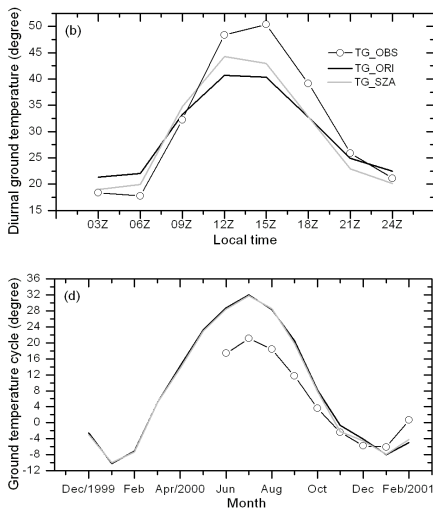 Diurnal ground temperature (degree)
(b)
55
50
45
40
35
30
25
20
15
TG_OBS
TG_ORI
TG_SZA
03Z 06Z 09Z 12Z 15Z 18Z 21Z 24Z
Local time
Ground temperature cycle (degree)
(d)
36
32
28
24
20
16
12
8
4
0
-4
-8
-12
Dec/1999 Feb Apr/2000 Jun Aug Oct Dec Feb/2001
Month